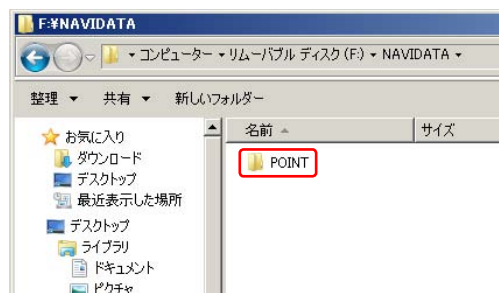 F:¥NAVIDATA
▾ コンピューター ▾ リムーバブル ディスク (F:) ▾ NAVIDATA ▾
整理 ▼ 共有 ▼ 新しいフォルダー
お気に入り
ダウンロード
デスクトップ
最近表示した場所
デスクトップ
ライブラリ
ドキュメント
ピクチャ
名前 サイズ
POINT